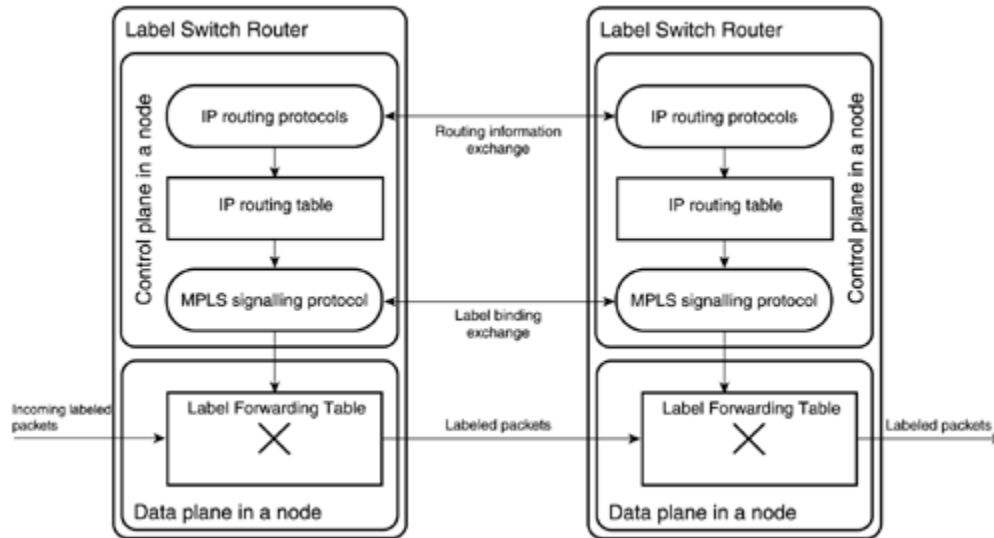 Label Switch Router
Control plane in a node
IP routing protocols
IP routing table
MPLS signalling protocol
Routing information
exchange
Label binding
exchange
Label Switch Router
IP routing protocols
IP routing table
MPLS signalling protocol
Control plane in a node
Incoming labeled
packets
Label Forwarding Table
Data plane in a node
Labeled packets
Label Forwarding Table
Data plane in a node
Labeled packets